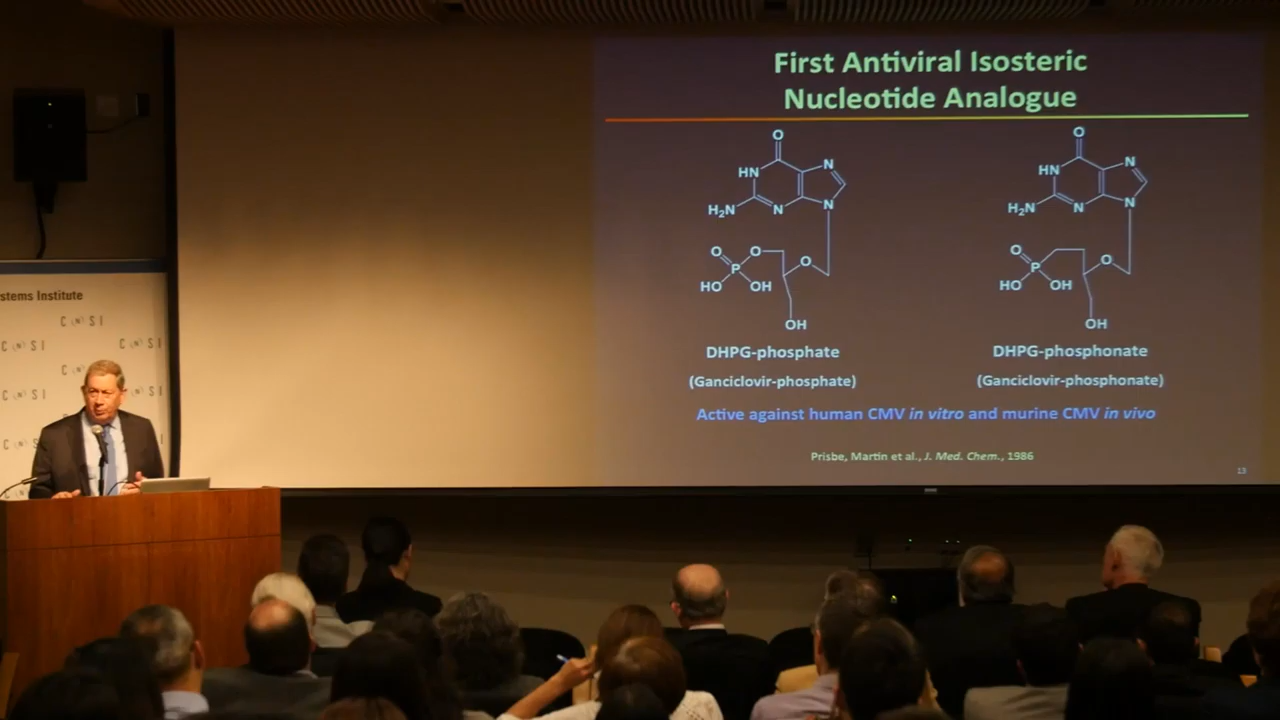 First Antiviral Isosteric
Nucleotide Analogue
O
HN
N
H2N
N
N
O
O
O
P
HO
OH
OH
DHPG-phosphate
(Ganciclovir-phosphate)
O
HN
N
H2N
N
N
O
O
P
HO
OH
OH
DHPG-phosphonate
(Ganciclovir-phosphonate)
Active against human CMV in vitro and murine CMV in vivo
Prisbe, Martin et al., J. Med. Chem., 1986
13
stems Institute
C N S I
C N S I
C N S I